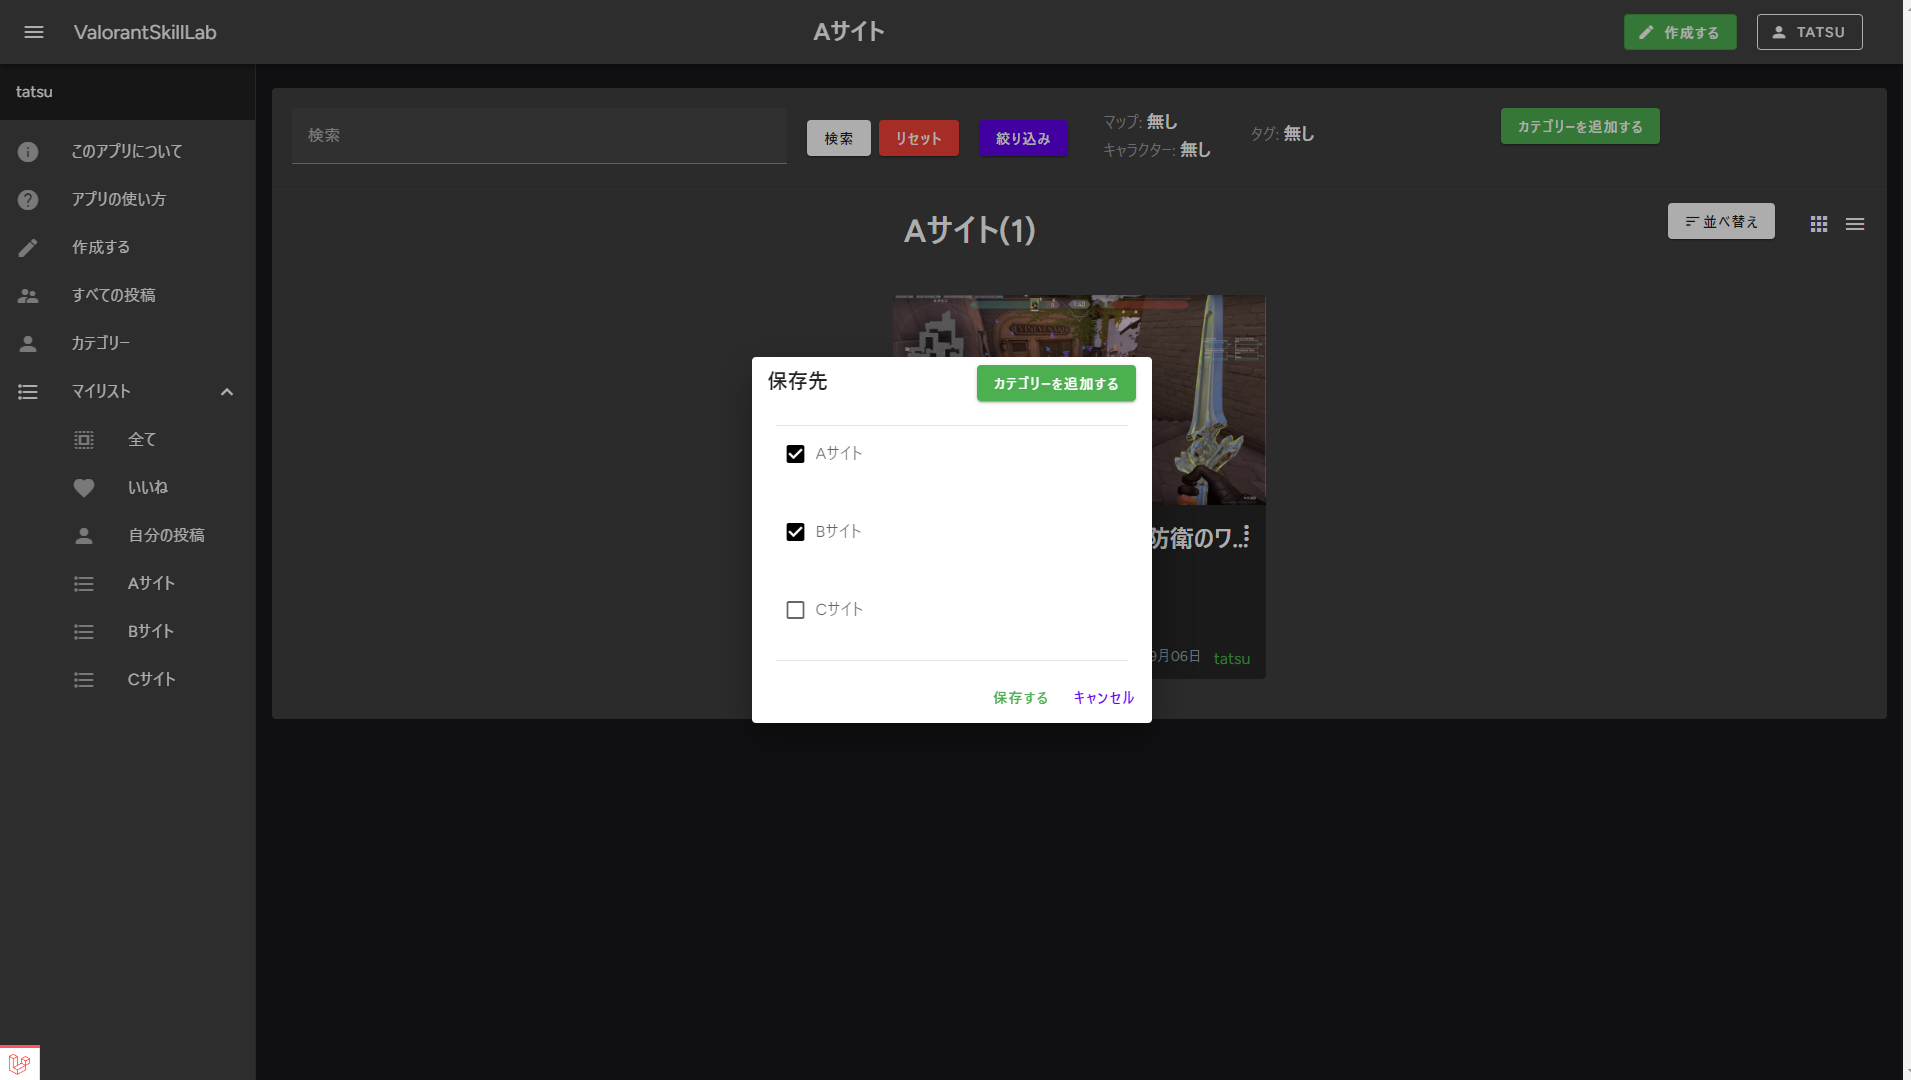 ValorantSkillLab
Aサイト
作成する
TATSU
tatsu
このアプリについて
アプリの使い方
作成する
すべての投稿
カテゴリー
マイリスト
全て
いいね
自分の投稿
Aサイト
Bサイト
Cサイト
検索
検索
リセット
絞り込み
マップ: 無し
キャラクター: 無し
タグ: 無し
カテゴリーを追加する
Aサイト(1)
並べ替え
保存先
カテゴリーを追加する
Aサイト
Bサイト
Cサイト
保存する
キャンセル
防衛のワ...
9月06日
tatsu